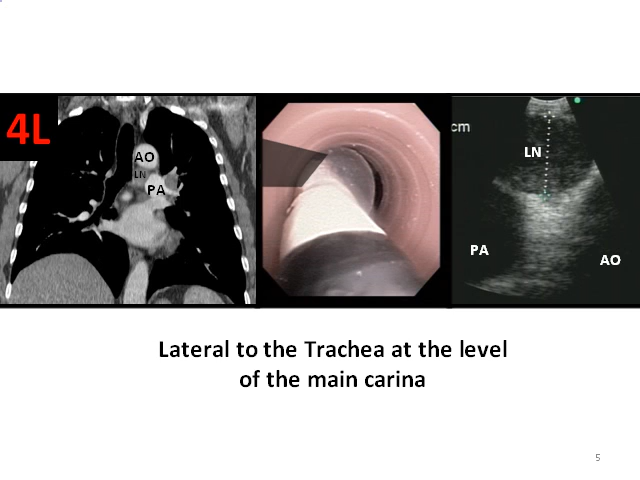 4L
AO
LN
PA
cm
LN
PA
AO
Lateral to the Trachea at the level
of the main carina
5